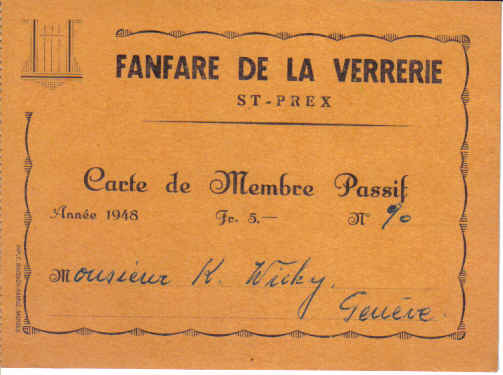 FANFARE DE LA VERRERIE
ST-PREX
Carte de Membre Passif
Année 1948 Fr. 5.— N° 90
Monsieur K. Wicky.
Genève.